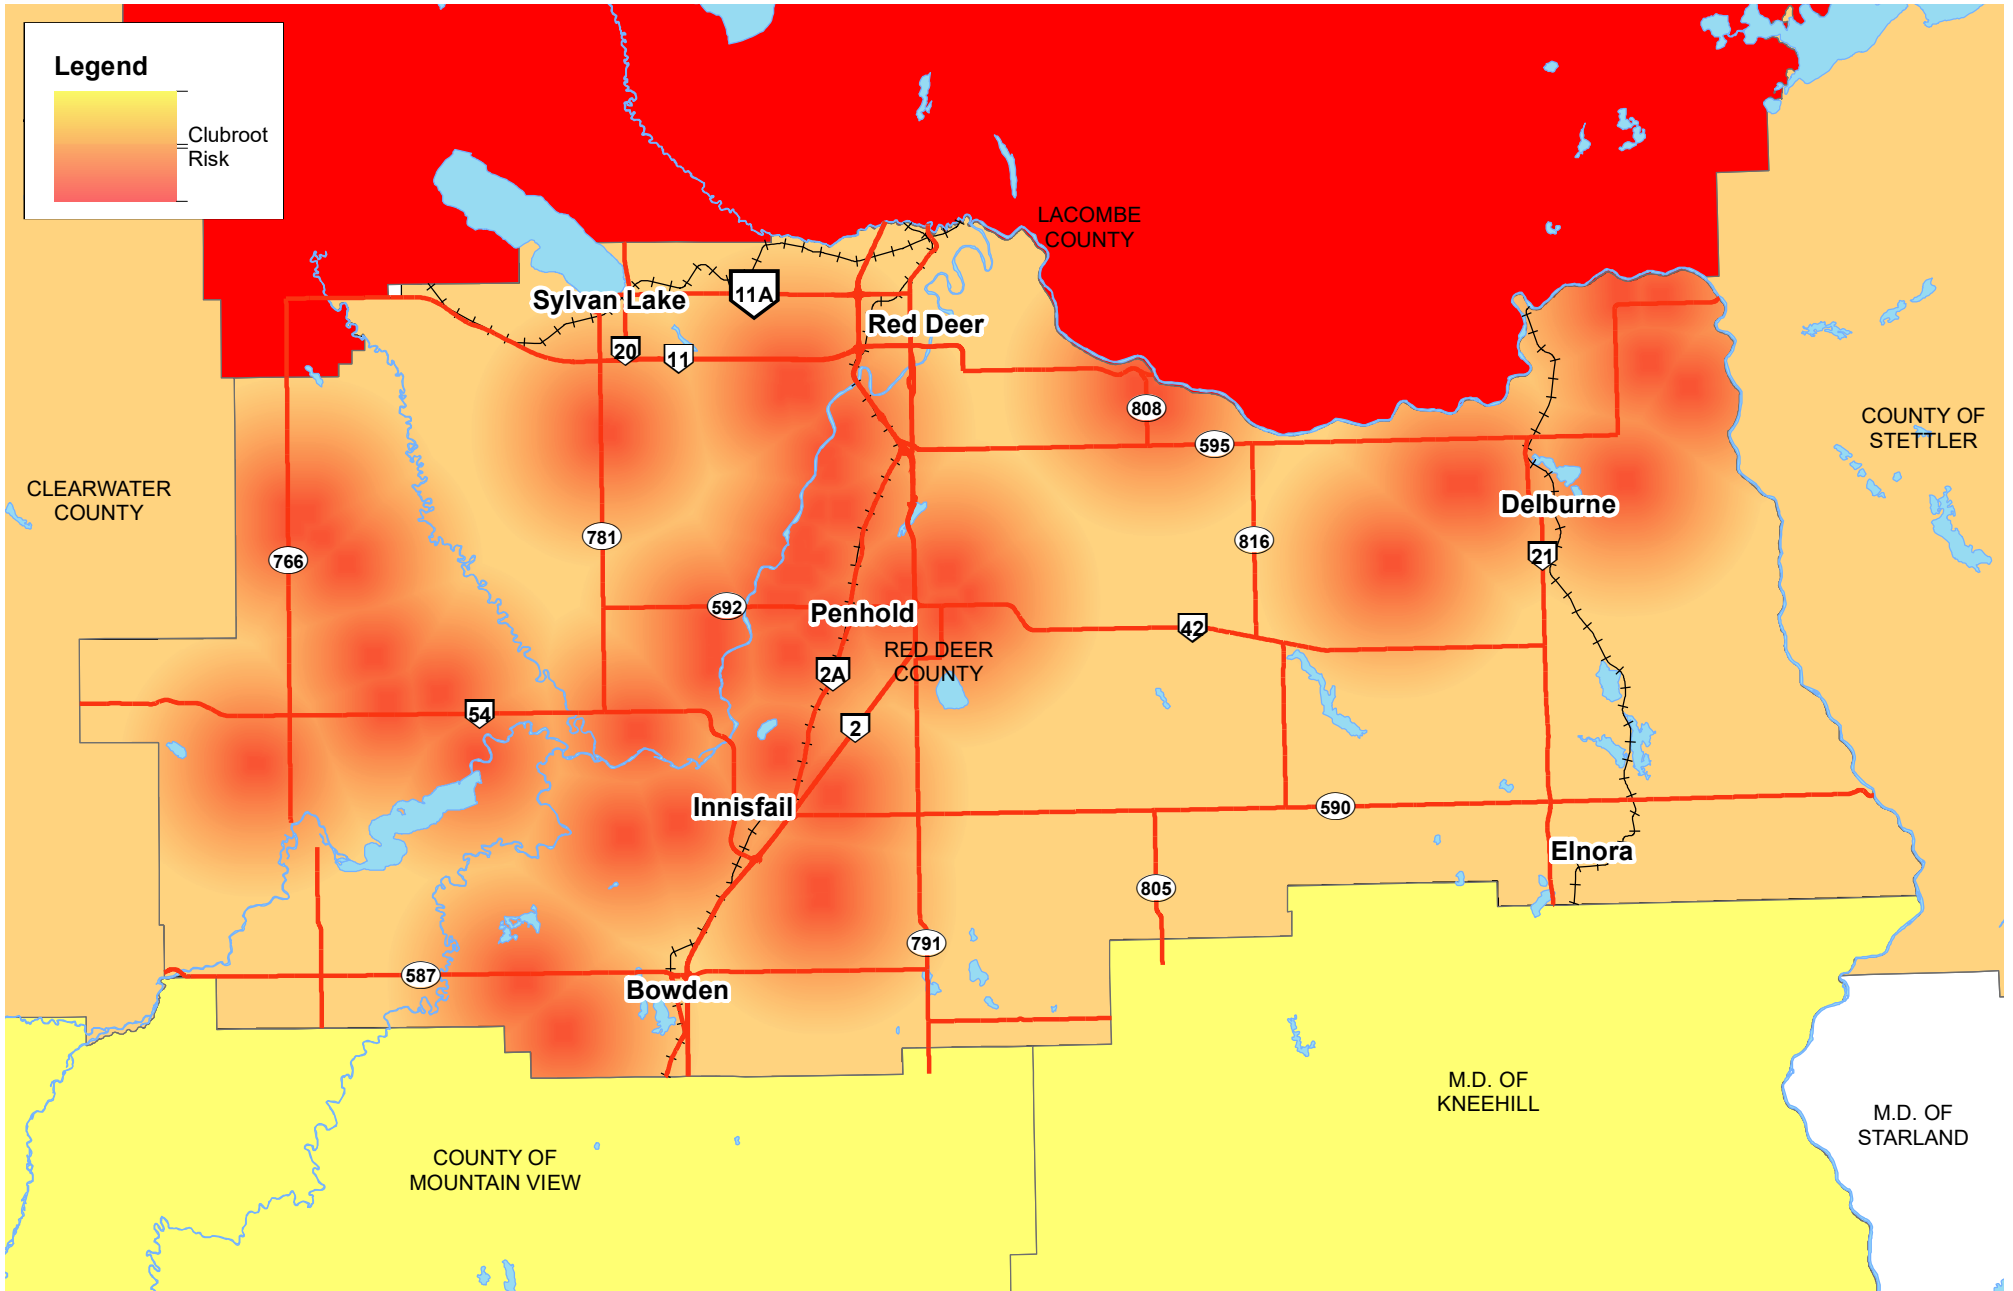 Legend
Clubroot
Risk
LACOMBE
COUNTY
11A
Sylvan Lake
Red Deer
20
11
808
595
COUNTY OF
STETTLER
CLEARWATER
COUNTY
Delburne
766
781
816
21
592
Penhold
42
RED DEER
COUNTY
2A
54
2
Innisfail
590
Elnora
805
791
587
Bowden
M.D. OF
KNEEHILL
M.D. OF
STARLAND
COUNTY OF
MOUNTAIN VIEW